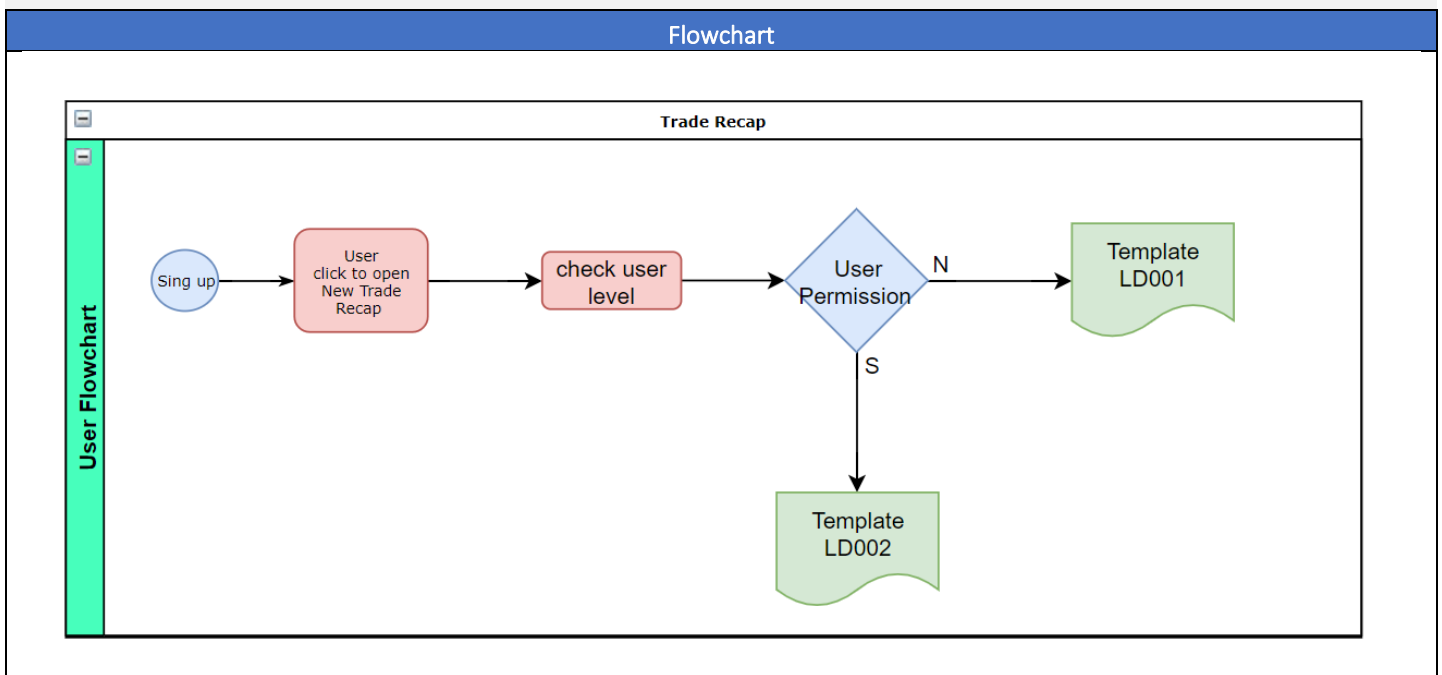 Flowchart
Trade Recap
User Flowchart
Sing up
User
click to open
New Trade
Recap
check user
level
User
Permission
N
Template
LD001
S
Template
LD002